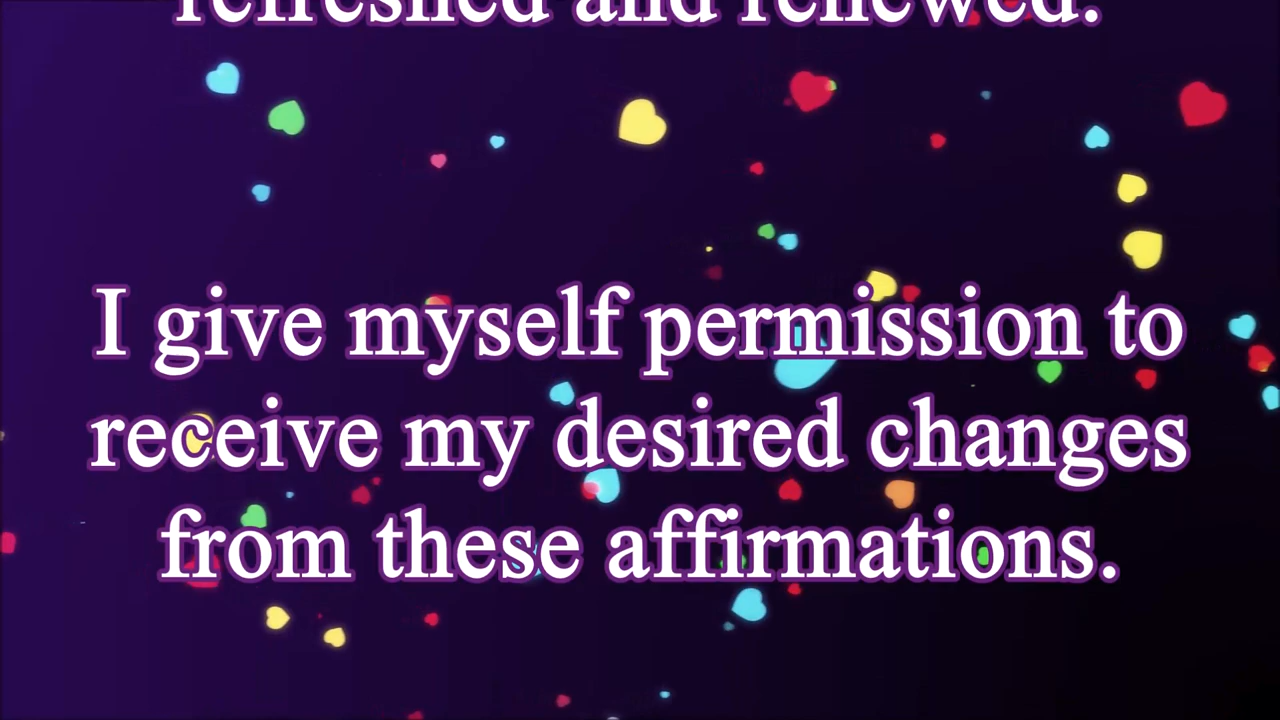 refreshed and renewed.
I give myself permission to
receive my desired changes
from these affirmations.